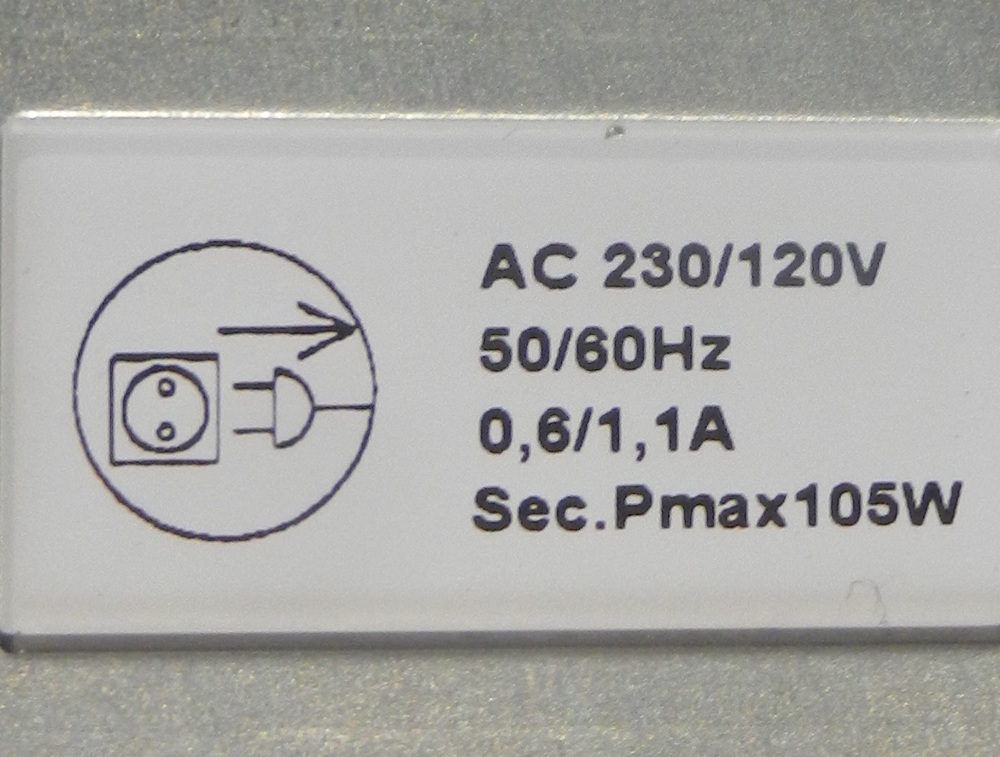 AC 230/120V
50/60Hz
0,6/1,1A
Sec.Pmax105W